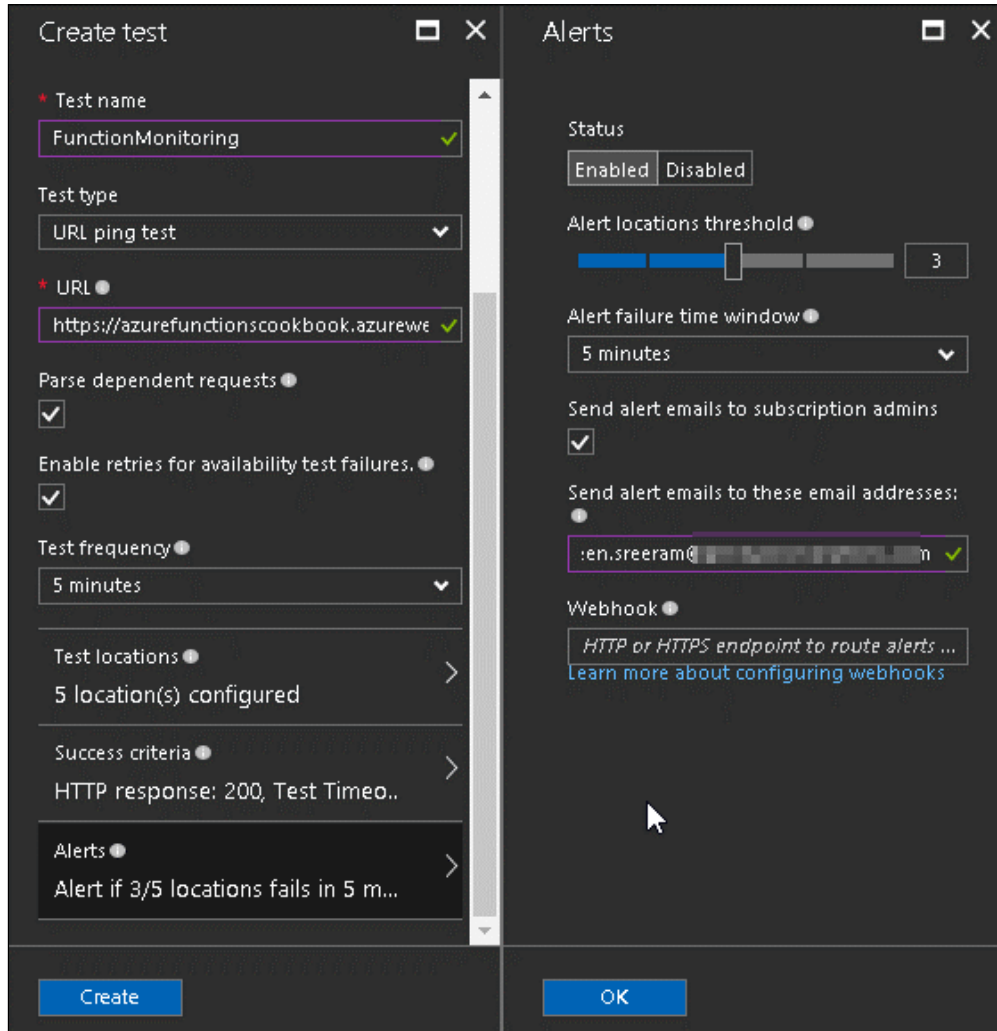 Create test
* Test name
FunctionMonitoring
Test type
URL ping test
* URL
https://azurefunctionscookbook.azurewe
Parse dependent requests
Enable retries for availability test failures.
Test frequency
5 minutes
Test locations
5 location(s) configured
Success criteria
HTTP response: 200, Test Timeo..
Alerts
Alert if 3/5 locations fails in 5 m...
Create
Alerts
Status
Enabled Disabled
Alert locations threshold
3
Alert failure time window
5 minutes
Send alert emails to subscription admins
Send alert emails to these email addresses:
:en.sreeram@
Webhook
HTTP or HTTPS endpoint to route alerts ...
Learn more about configuring webhooks
OK